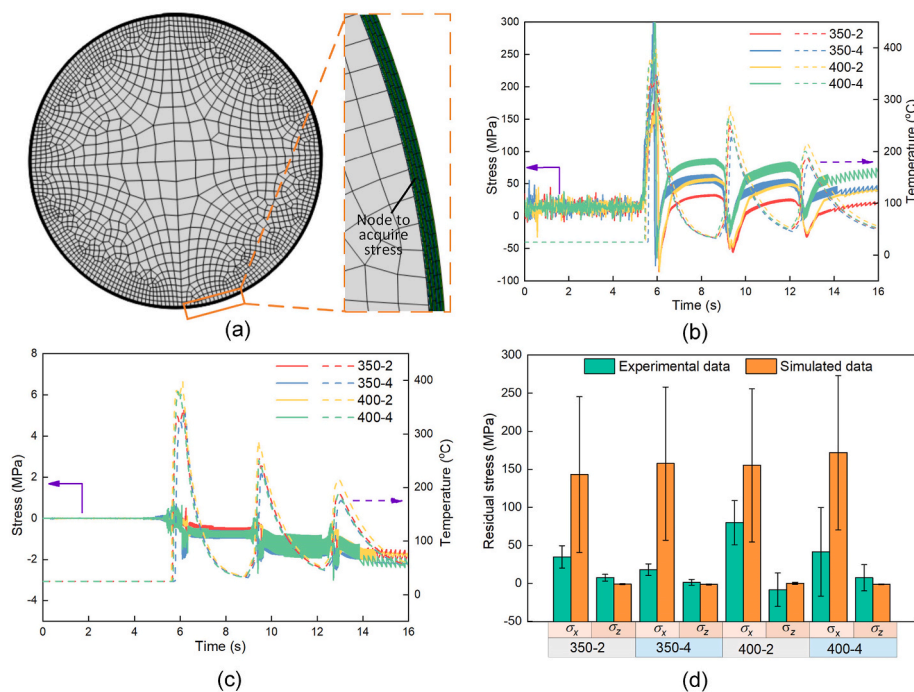 (a)
Node to
acquire
stress
(b)
300
250
200
150
100
50
0
-50
-100
Stress (MPa)
0 2 4 6 8 10 12 14 16
Time (s)
400
300
200
100
0
Temperature (°C)
350-2
350-4
400-2
400-4
8
6
4
2
0
-2
-4
-6
Stress (MPa)
0 2 4 6 8 10 12 14 16
Time (s)
400
300
200
100
0
Temperature (°C)
350-2
350-4
400-2
400-4
(c)
300
250
200
150
100
50
0
-50
Residual stress (MPa)
Experimental data Simulated data
σx σz σx σz σx σz σx σz
350-2 350-4 400-2 400-4
(d)